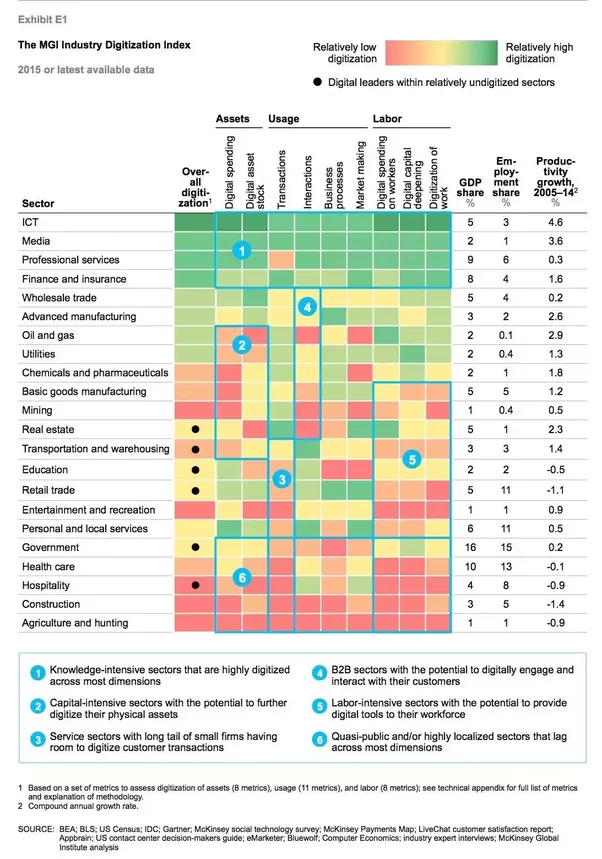 Exhibit E1
The MGI Industry Digitization Index
2015 or latest available data
Relatively low digitization
Relatively high digitization
● Digital leaders within relatively undigitized sectors
Assets Usage Labor
Sector
Overall digitization1
Digital spending
Digital asset stock
Transactions
Interactions
Business processes
Market making
Digital spending on workers
Digital capital deepening
Digitization of work
GDP share %
Employment share %
Productivity growth, 2005–142 %
ICT 5 3 4.6
Media 2 1 3.6
Professional services 9 6 0.3
Finance and insurance 8 4 1.6
Wholesale trade 5 4 0.2
Advanced manufacturing 3 2 2.6
Oil and gas 2 0.1 2.9
Utilities 2 0.4 1.3
Chemicals and pharmaceuticals 2 1 1.8
Basic goods manufacturing 5 5 1.2
Mining 1 0.4 0.5
Real estate 5 1 2.3
Transportation and warehousing 3 3 1.4
Education 2 2 -0.5
Retail trade 5 11 -1.1
Entertainment and recreation 1 1 0.9
Personal and local services 6 11 0.5
Government 16 15 0.2
Health care 10 13 -0.1
Hospitality 4 8 -0.9
Construction 3 5 -1.4
Agriculture and hunting 1 1 -0.9
1
4
2
5
3
6
1 Knowledge-intensive sectors that are highly digitized
across most dimensions
2 Capital-intensive sectors with the potential to further
digitize their physical assets
3 Service sectors with long tail of small firms having
room to digitize customer transactions
4 B2B sectors with the potential to digitally engage and
interact with their customers
5 Labor-intensive sectors with the potential to provide
digital tools to their workforce
6 Quasi-public and/or highly localized sectors that lag
across most dimensions
1 Based on a set of metrics to assess digitization of assets (8 metrics), usage (11 metrics), and labor (8 metrics); see technical appendix for full list of metrics
and explanation of methodology.
2 Compound annual growth rate.
SOURCE: BEA; BLS; US Census; IDC; Gartner; McKinsey social technology survey; McKinsey Payments Map; LiveChat customer satisfaction report;
Appbrain; US contact center decision-makers guide; eMarketer; Bluewolf; Computer Economics; industry expert interviews; McKinsey Global
Institute analysis